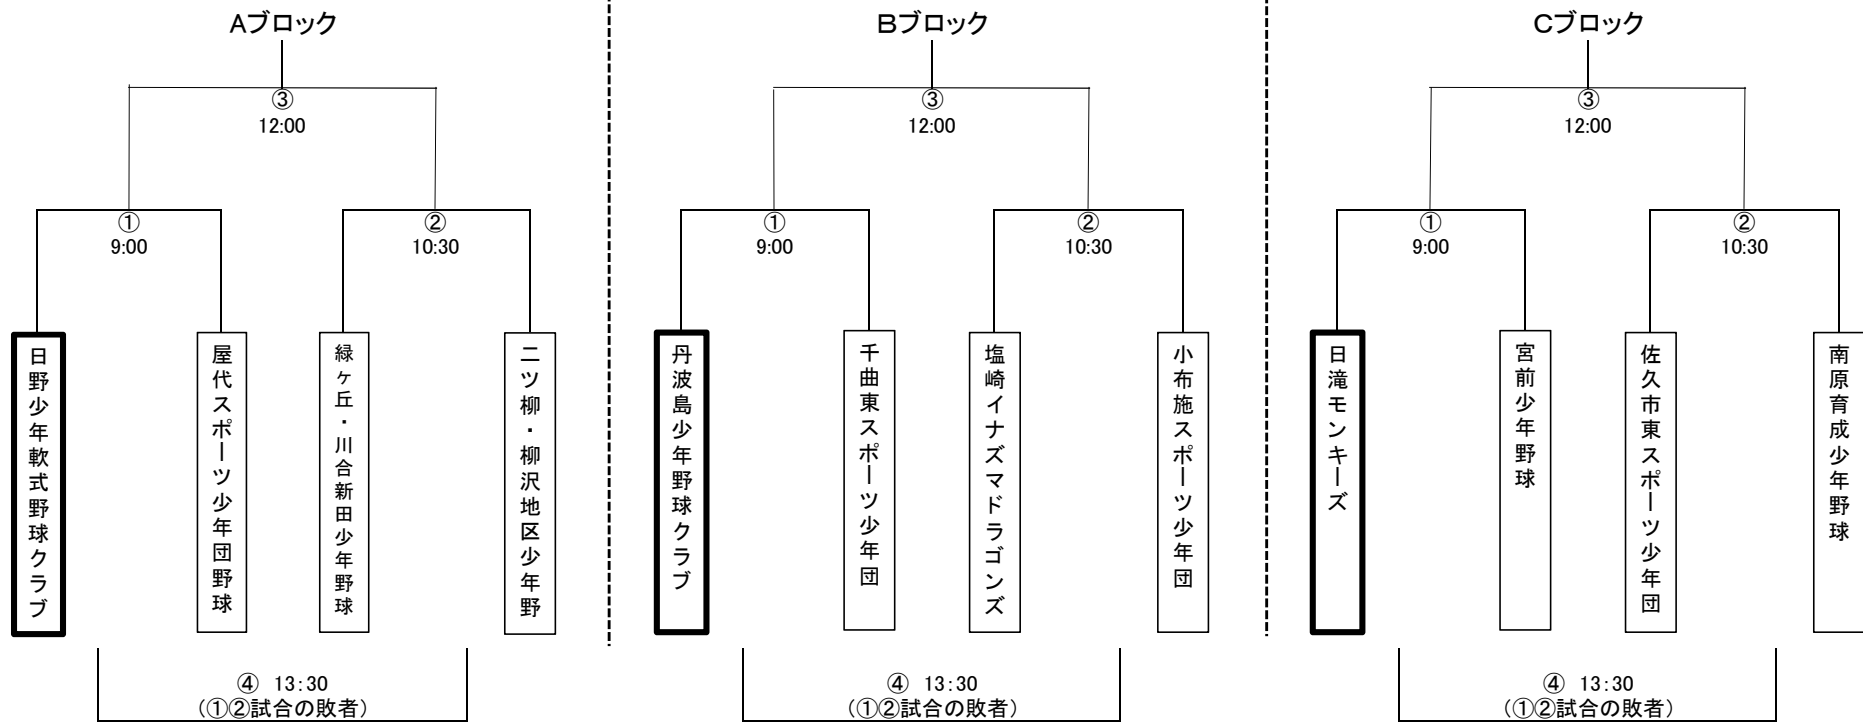 Aブロック
③
12:00
①
9:00
②
10:30
日野少年軟式野球クラブ
屋代スポーツ少年団野球
緑ヶ丘・川合新田少年野球
二ツ柳・柳沢地区少年野
④ 13:30
(①②試合の敗者)
Bブロック
③
12:00
①
9:00
②
10:30
丹波島少年野球クラブ
千曲東スポーツ少年団
塩崎イナズマドラゴンズ
小布施スポーツ少年団
④ 13:30
(①②試合の敗者)
Cブロック
③
12:00
①
9:00
②
10:30
日滝モンキーズ
宮前少年野球
佐久市東スポーツ少年団
南原育成少年野球
④ 13:30
(①②試合の敗者)